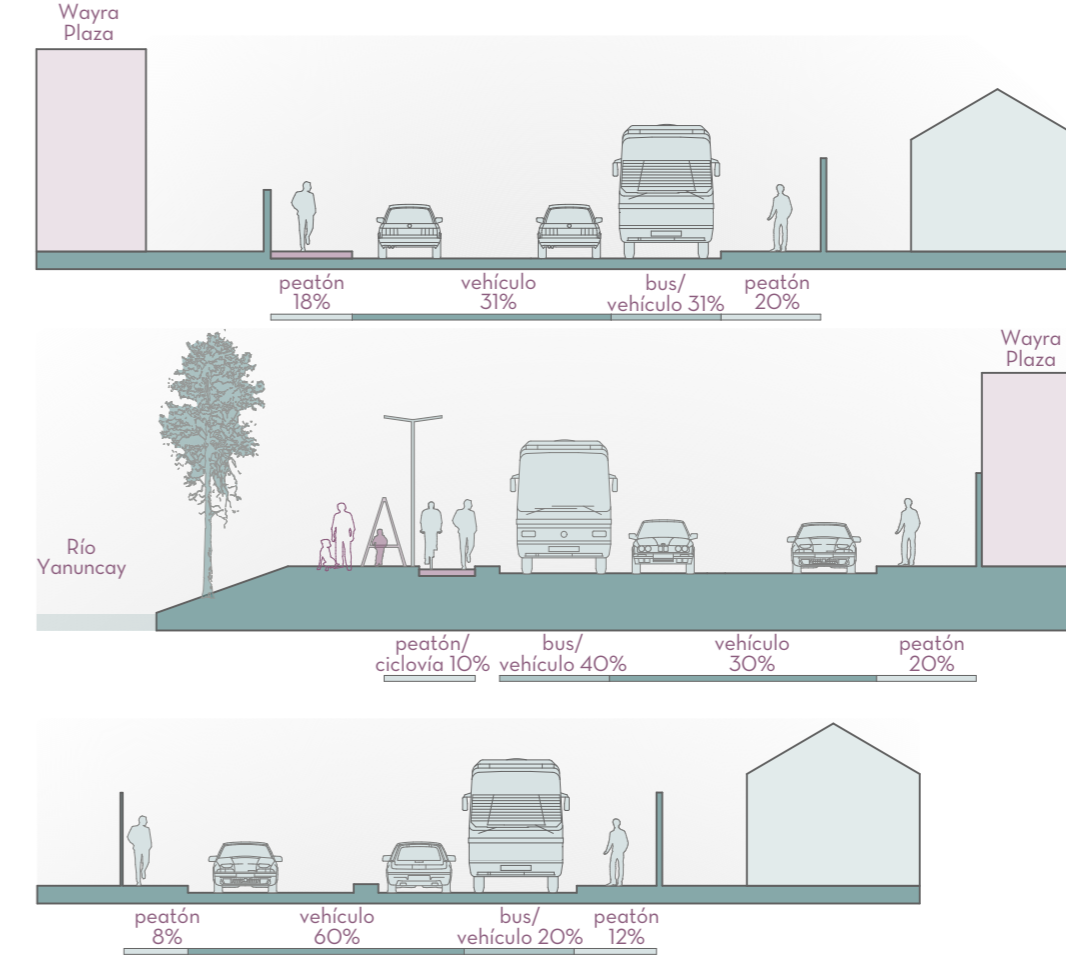 Wayra
Plaza
peatón
18%
vehículo
31%
bus/
vehículo 31%
peatón
20%
Wayra
Plaza
Río
Yanuncay
peatón/
ciclovía 10%
bus/
vehículo 40%
vehículo
30%
peatón
20%
peatón
8%
vehículo
60%
bus/
vehículo 20%
peatón
12%